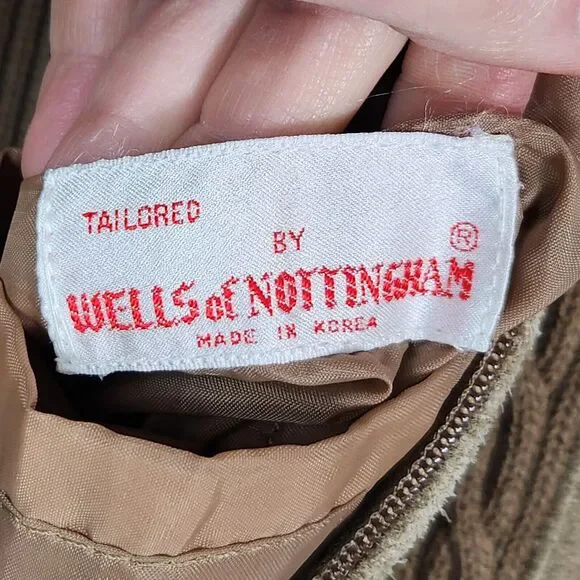 TAILORED
BY
WELLS of NOTTINGHAM ®
MADE IN KOREA